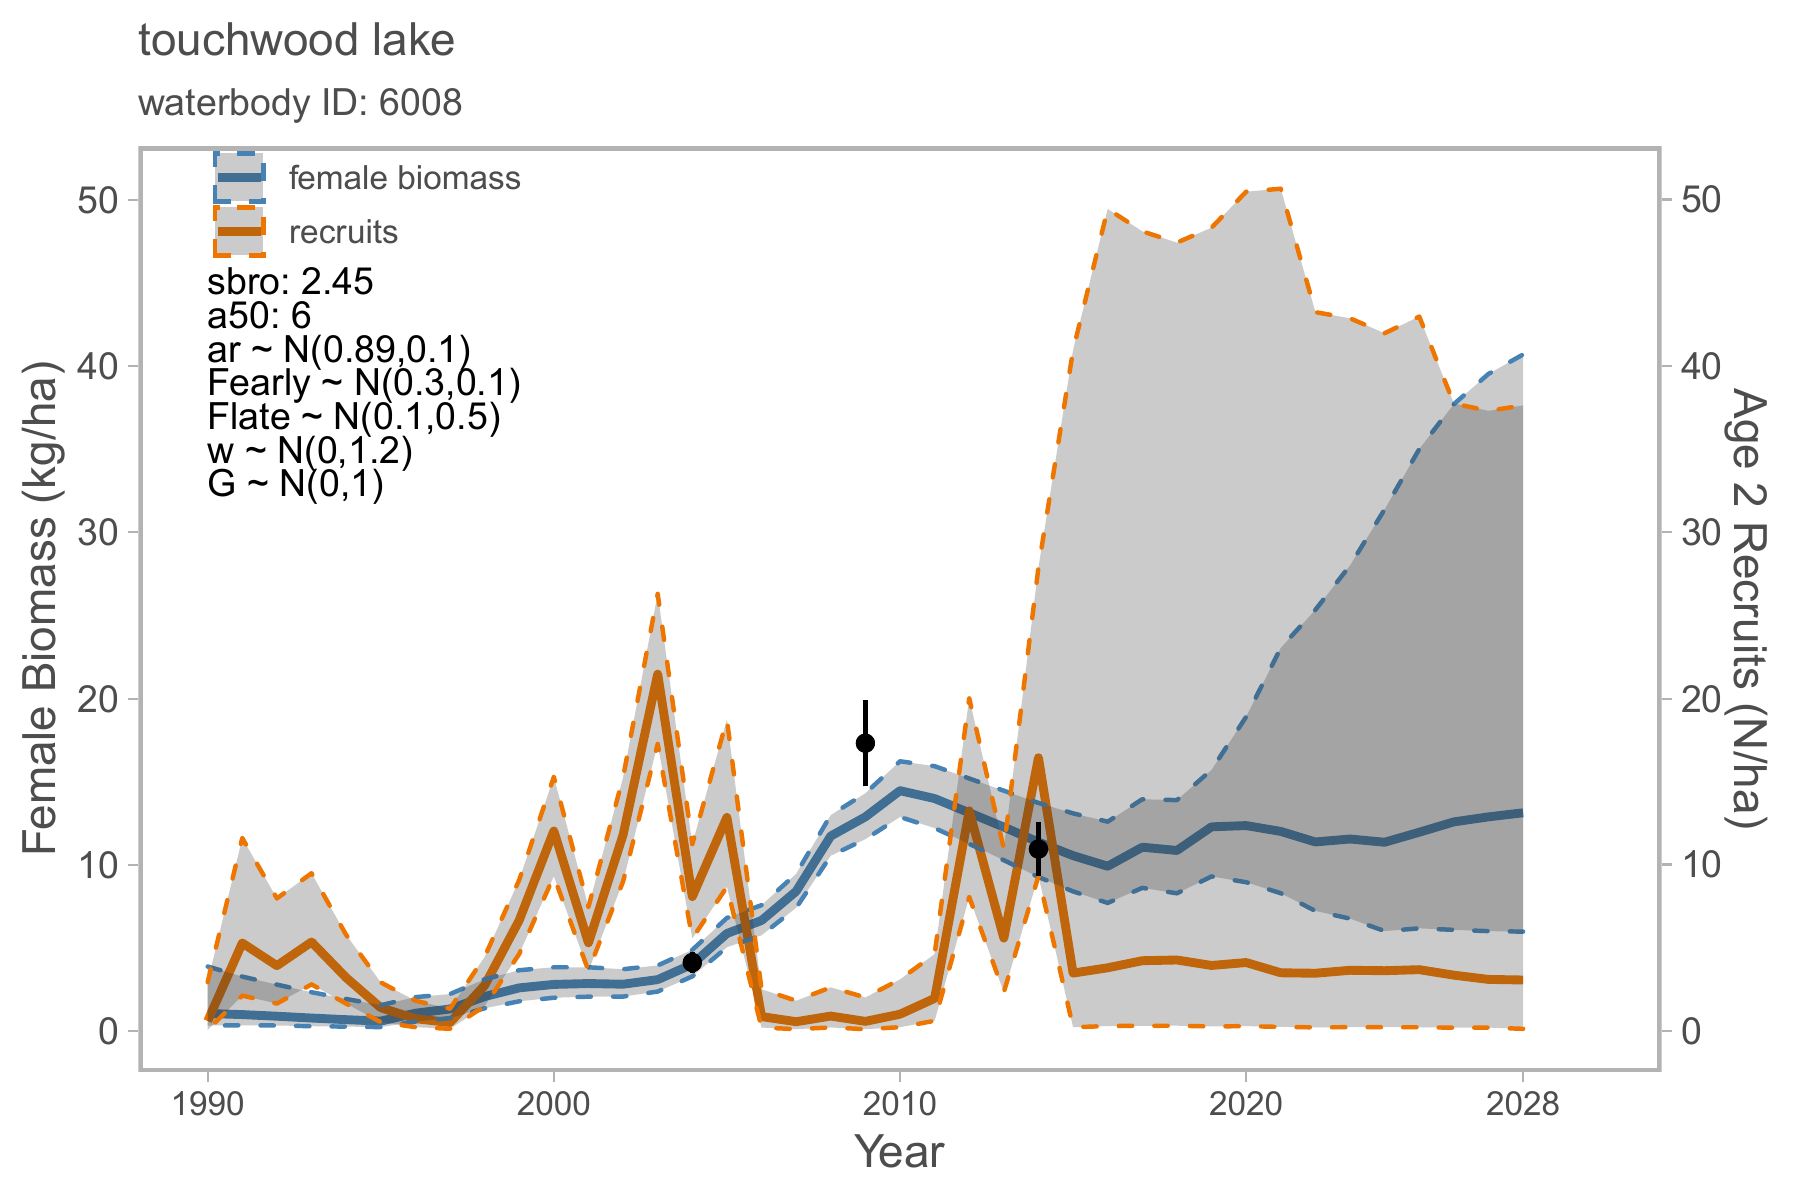 touchwood lake
waterbody ID: 6008
female biomass
recruits
sbro: 2.45
a50: 6
ar ~ N(0.89,0.1)
Fearly ~ N(0.3,0.1)
Flate ~ N(0.1,0.5)
w ~ N(0,1.2)
G ~ N(0,1)
Female Biomass (kg/ha)
50
40
30
20
10
0
50
40
30
20
10
0
Age 2 Recruits (N/ha)
1990 2000 2010 2020 2028
Year